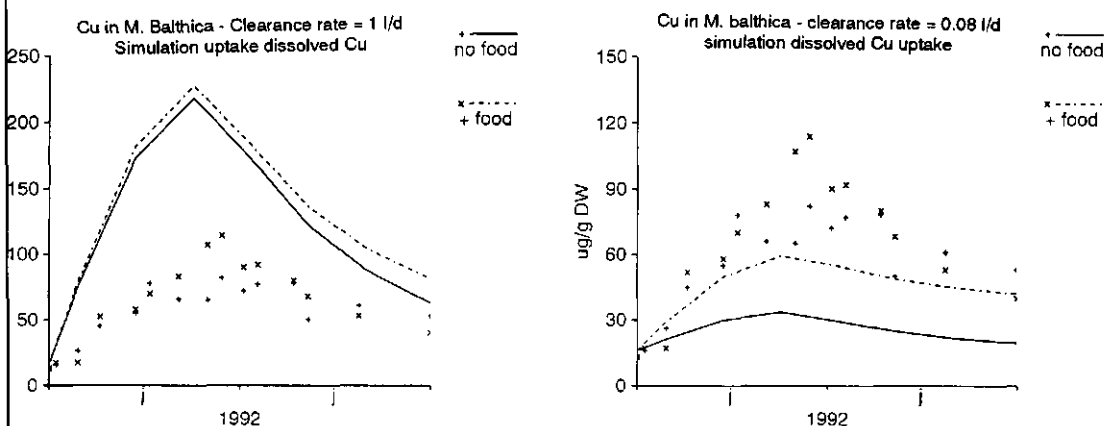 Cu in M. Balthica - Clearance rate = 1 l/d
Simulation uptake dissolved Cu
no food
+ food
250
200
150
100
50
0
J
J
1992
Cu in M. balthica - clearance rate = 0.08 l/d
simulation dissolved Cu uptake
no food
+ food
150
120
90
60
30
0
ug/g DW
J
J
1992